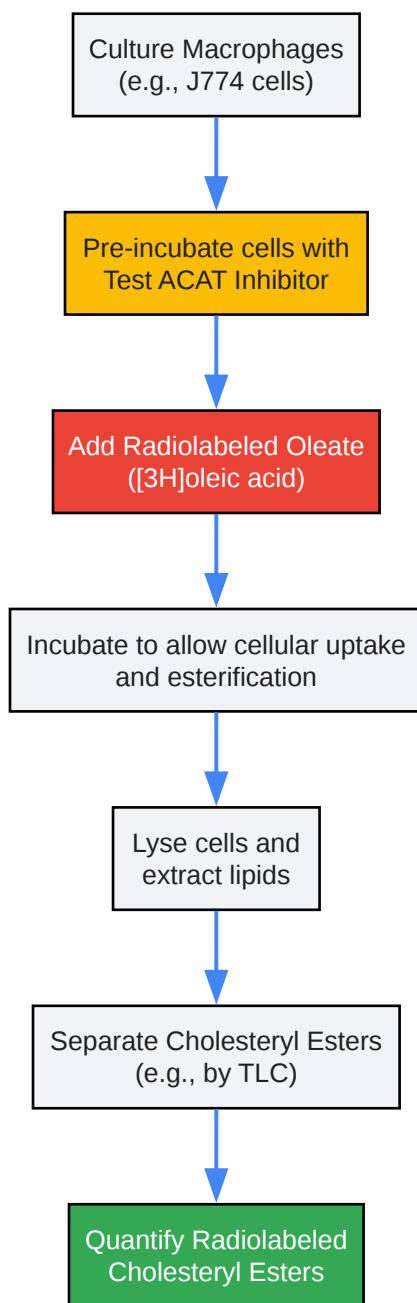 Culture Macrophages
(e.g., J774 cells)
Pre-incubate cells with
Test ACAT Inhibitor
Add Radiolabeled Oleate
([3H]oleic acid)
Incubate to allow cellular uptake
and esterification
Lyse cells and
extract lipids
Separate Cholesteryl Esters
(e.g., by TLC)
Quantify Radiolabeled
Cholesteryl Esters